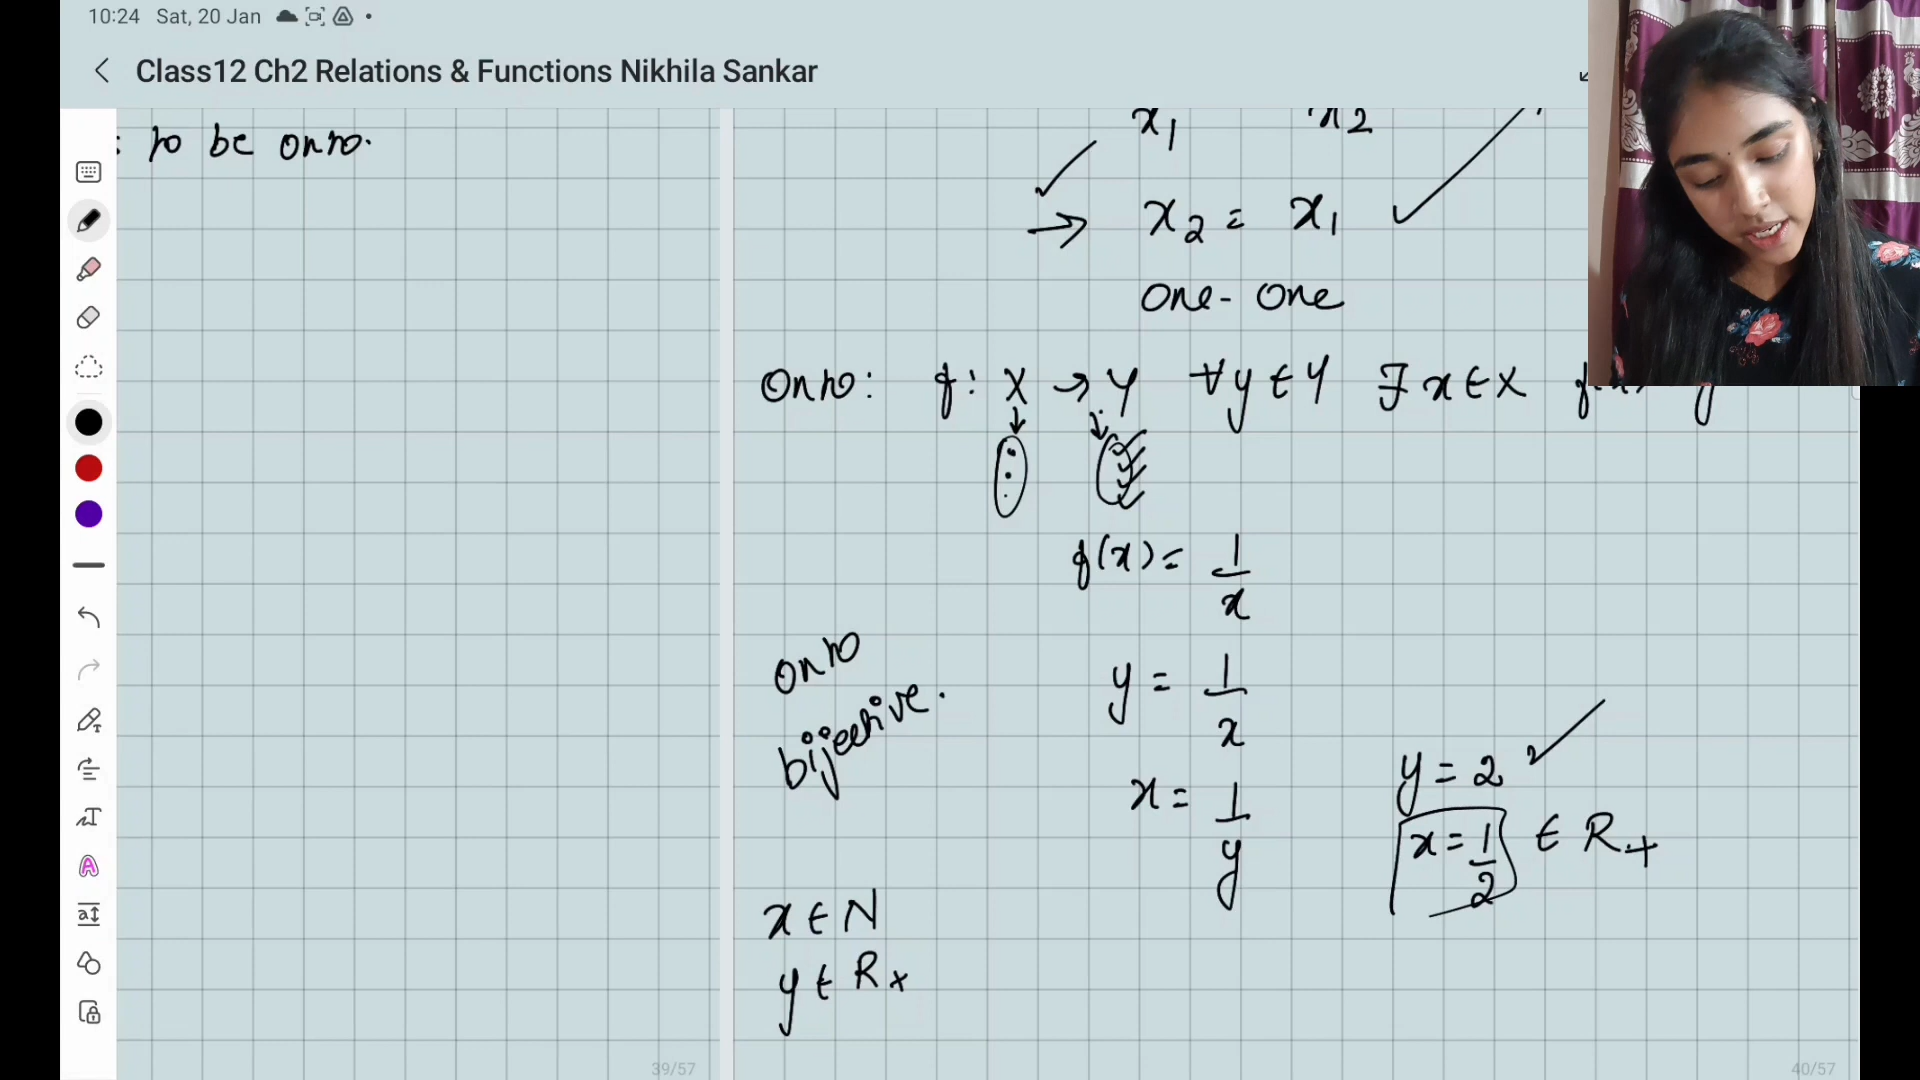 10:24 Sat, 20 Jan
Class12 Ch2 Relations & Functions Nikhila Sankar
: to be onto.
x₁ x₂
→ x₂ = x₁
one-one
Onto: f: X → Y ∀ y ∈ Y ∃ x ∈ X
f(x) = 1/x
onto
bijective.
y = 1/x
x = 1/y
y = 2
x = 1/2 ∈ R₊
x ∈ N
y ∈ Rₓ
39/57
40/57